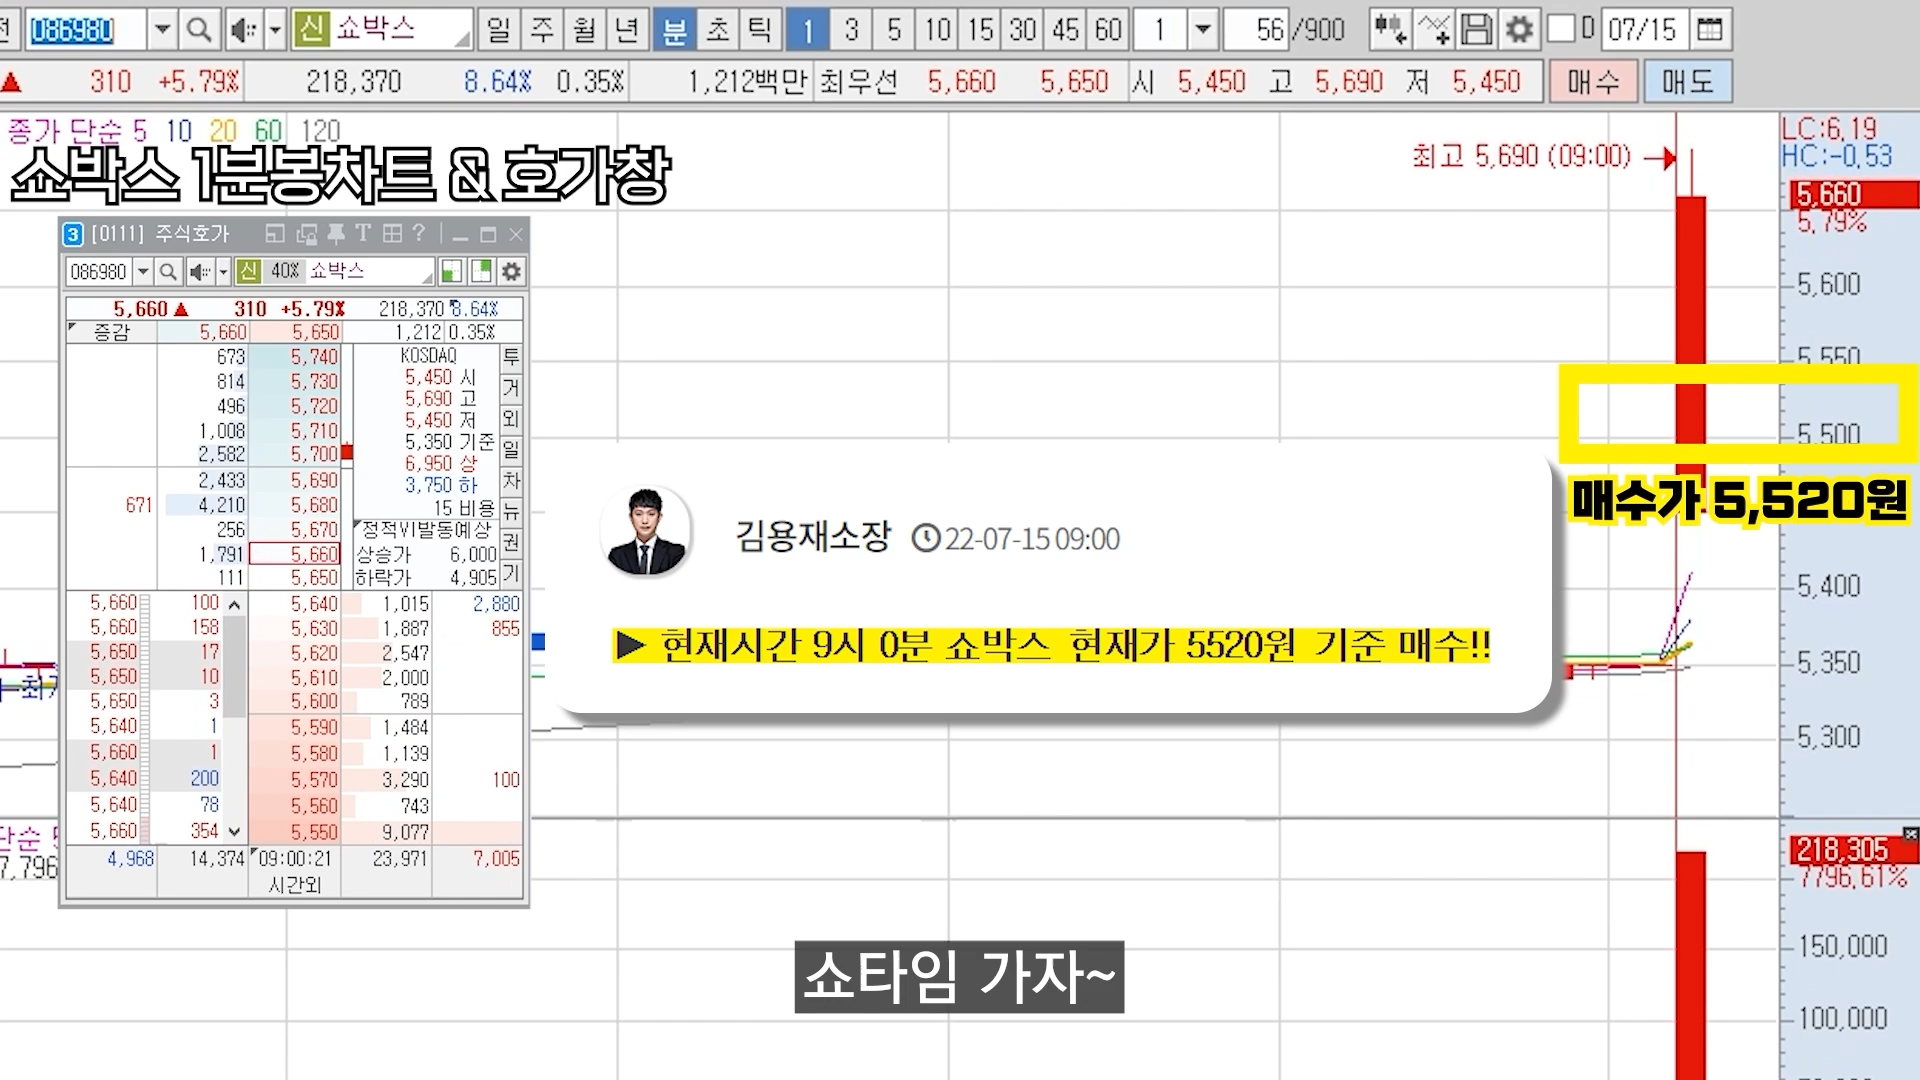 전 086980 신 쇼박스 일 주 월 년 분 초 틱 1 3 5 10 15 30 45 60 1 56 /900 D 07/15
▲ 310 +5.79% 218,370 8.64% 0.35% 1,212백만 최우선 5,660 5,650 시 5,450 고 5,690 저 5,450 매수 매도
종가 단순 5 10 20 60 120
쇼박스 1분봉차트 & 호가창
최고 5,690 (09:00)
LC:6.19
HC:-0.53
5,660
5.79%
5,600
5,550
5,500
매수가 5,520원
5,400
5,350
5,300
3 [0111] 주식호가 T ?
086980 신 40% 쇼박스
5,660 ▲ 310 +5.79% 218,370 8.64%
증감 5,660 5,650 1,212 0.35%
673 5,740 KOSDAQ 투
814 5,730 5,450 시
496 5,720 5,690 고 거
1,008 5,710 5,450 저 외
2,582 5,700 5,350 기준 일
2,433 5,690 6,950 상
671 4,210 5,680 3,750 하 차
256 5,670 15 비용 뉴
1,791 5,660 정적VI발동예상 권
상승가 6,000
111 5,650 하락가 4,905 기
5,660 100 5,640 1,015 2,880
5,660 158 5,630 1,887 855
5,650 17 5,620 2,547
5,650 10 5,610 2,000
5,650 3 5,600 789
5,640 1 5,590 1,484
5,660 1 5,580 1,139
5,640 200 5,570 3,290 100
5,640 78 5,560 743
5,660 354 5,550 9,077
4,968 14,374 09:00:21 23,971 7,005
시간외
김용재소장 22-07-15 09:00
▶ 현재시간 9시 0분 쇼박스 현재가 5520원 기준 매수!!
단순 5
7,796
218,305
7796.61%
150,000
100,000
쇼타임 가자~